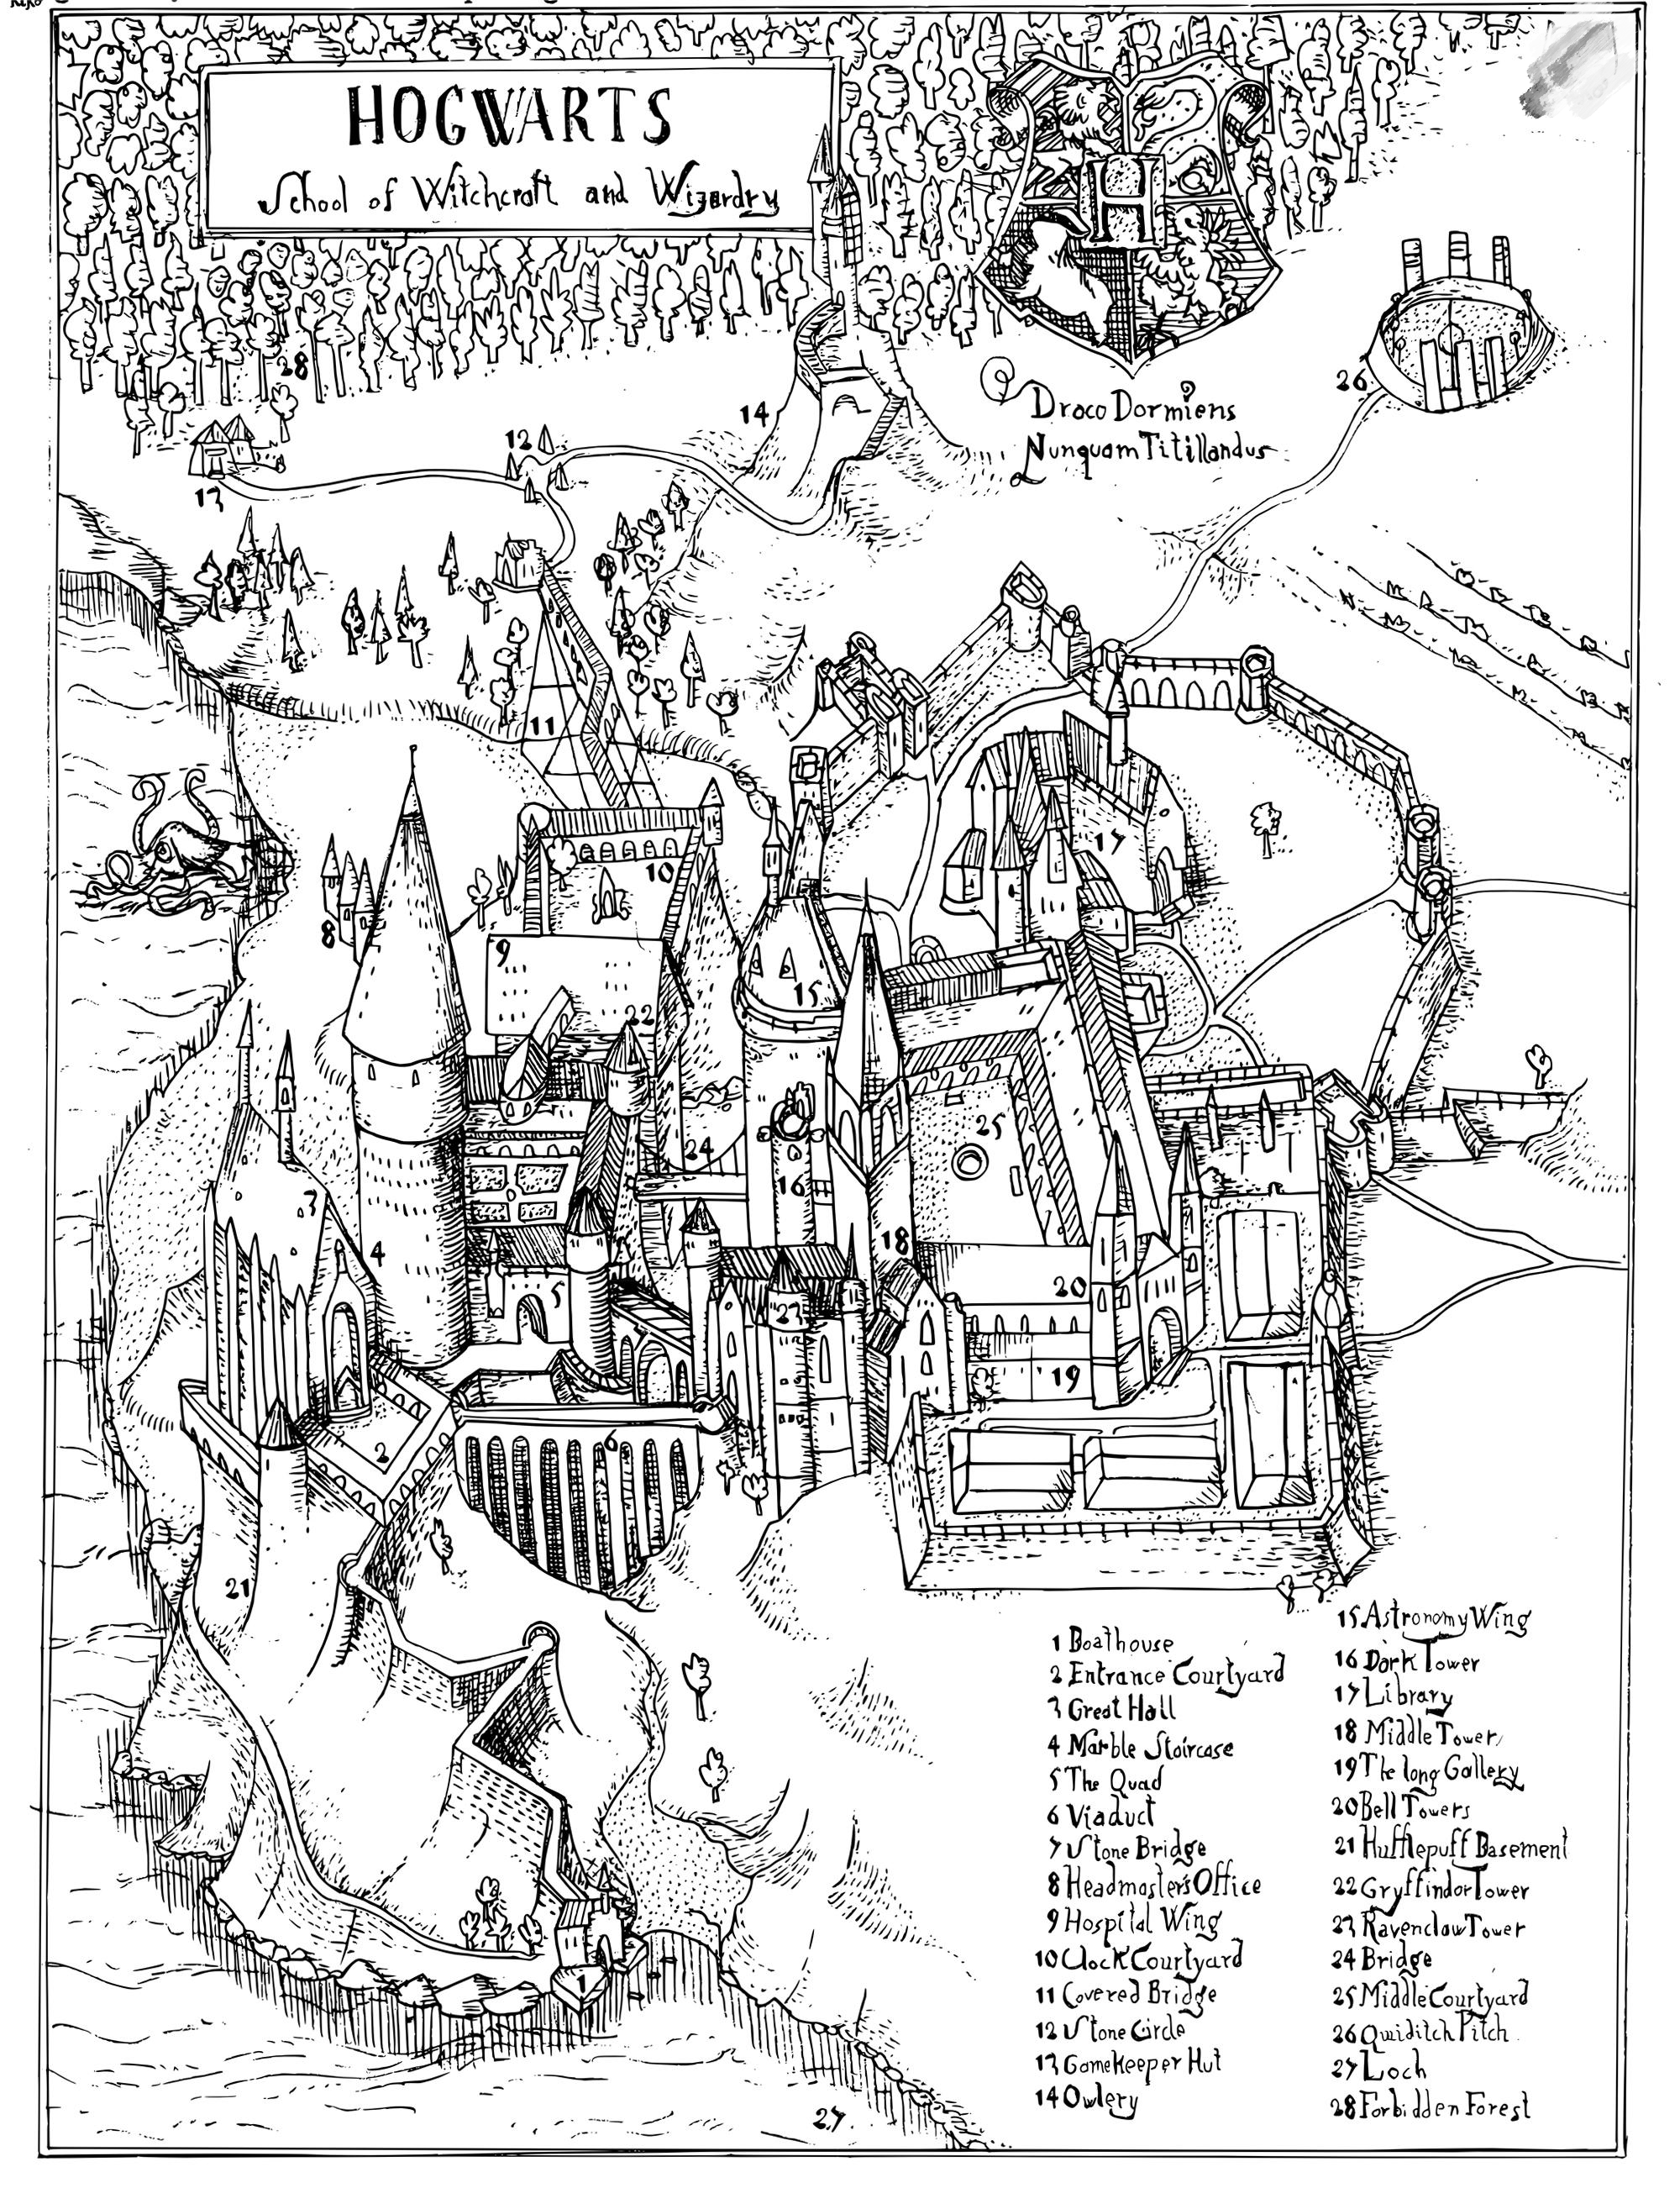 HOGWARTS
School of Witchcraft and Wizardry
H
Draco Dormiens
Nunquam Titillandus
28
26
14
12
13
11
10
17
8
9
15
22
25
24
16
3
4
18
5
20
23
7
19
6
2
21
1
27
1 Boathouse
2 Entrance Courtyard
3 Great Hall
4 Marble Staircase
5 The Quad
6 Viaduct
7 Stone Bridge
8 Headmaster's Office
9 Hospital Wing
10 Clock Courtyard
11 Covered Bridge
12 Stone Circle
13 Gamekeeper Hut
14 Owlery
15 Astronomy Wing
16 Dark Tower
17 Library
18 Middle Tower
19 The long Gallery
20 Bell Towers
21 Hufflepuff Basement
22 Gryffindor Tower
23 Ravenclaw Tower
24 Bridge
25 Middle Courtyard
26 Quiditch Pitch
27 Loch
28 Forbidden Forest